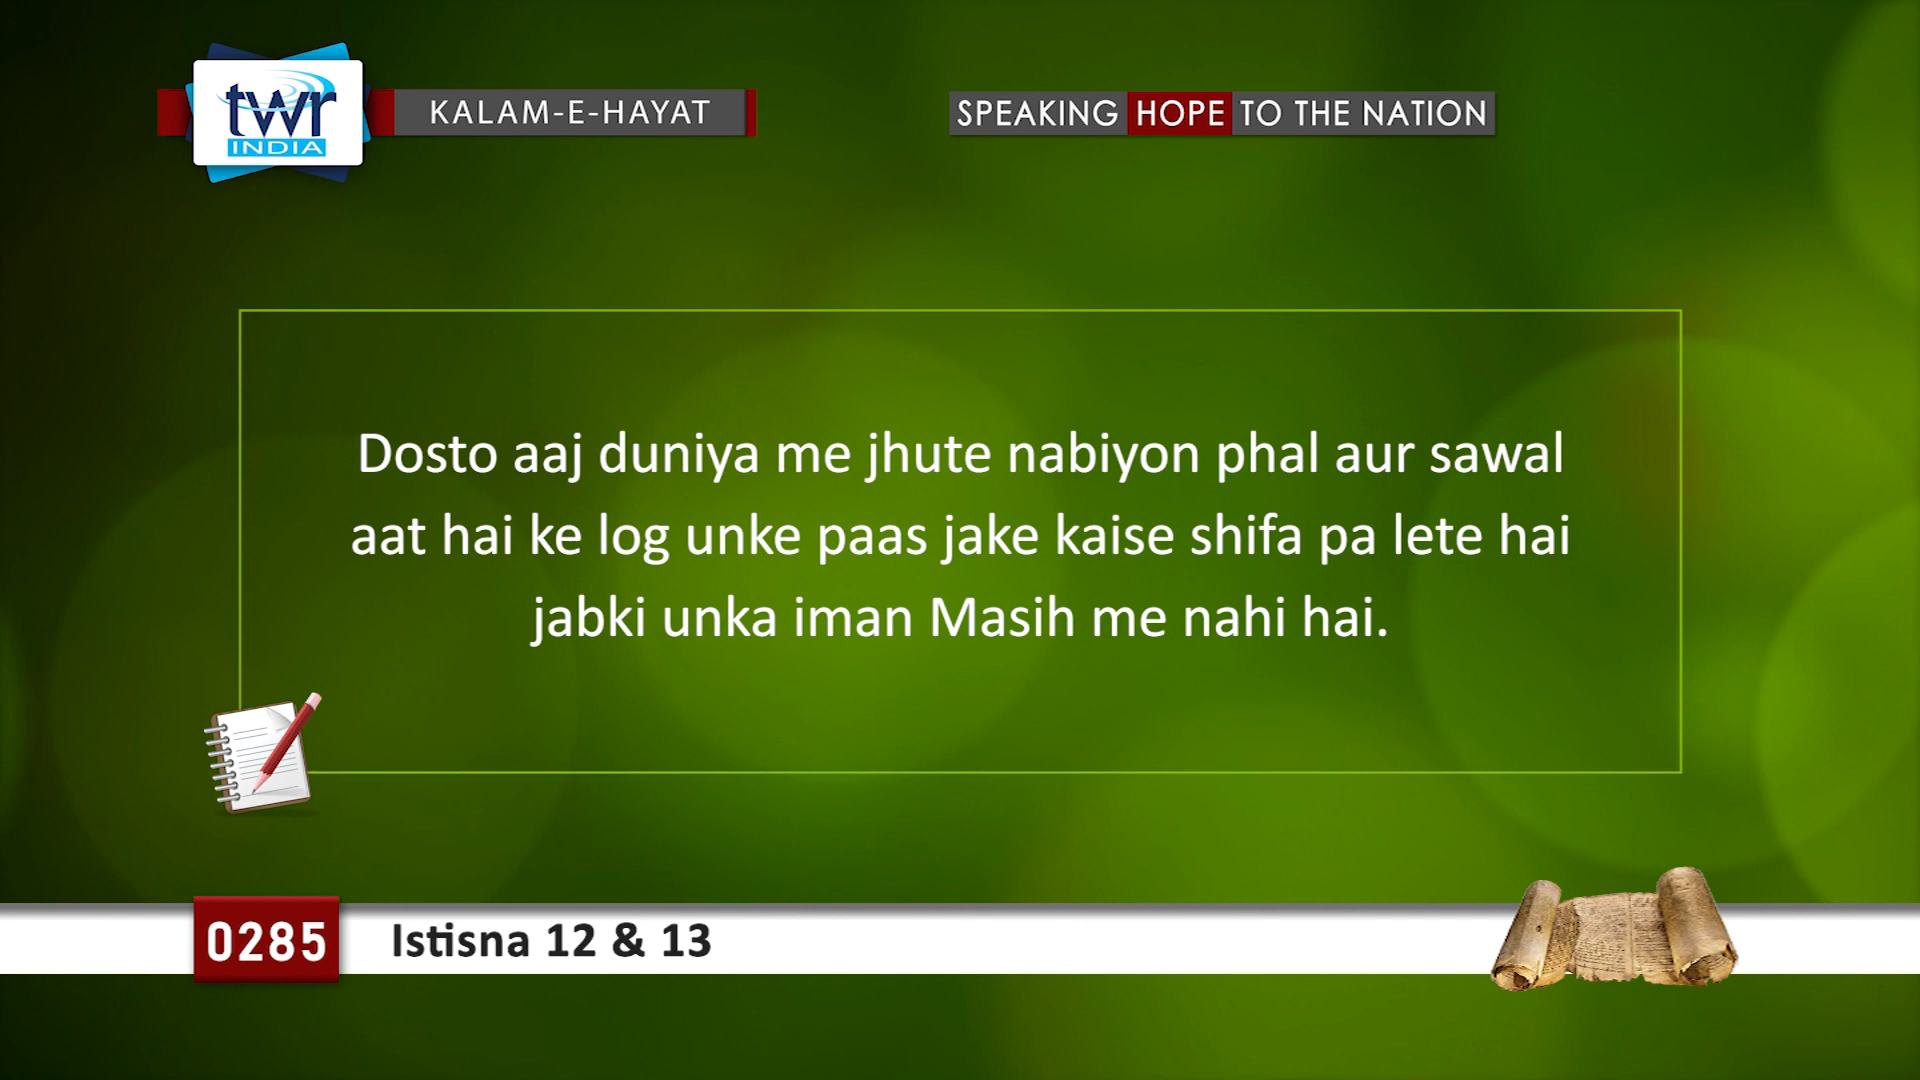 twr
INDIA
KALAM-E-HAYAT
SPEAKING HOPE TO THE NATION
Dosto aaj duniya me jhute nabiyon phal aur sawal
aat hai ke log unke paas jake kaise shifa pa lete hai
jabki unka iman Masih me nahi hai.
0285
Istisna 12 & 13